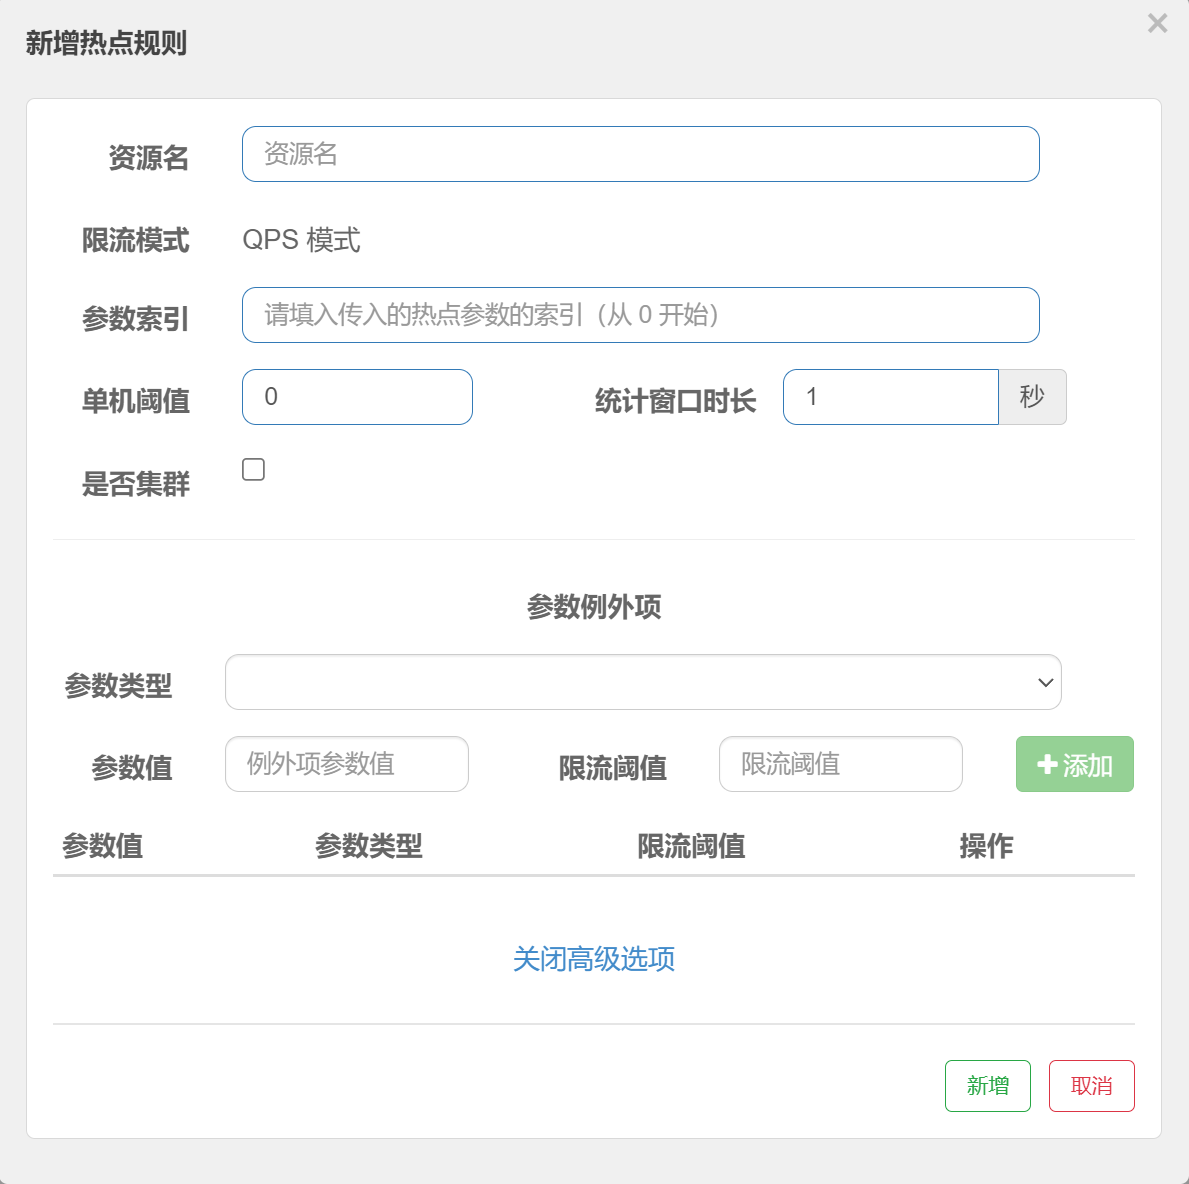 新增热点规则
×
资源名 资源名
限流模式 QPS 模式
参数索引 请填入传入的热点参数的索引（从 0 开始）
单机阈值 0 统计窗口时长 1 秒
是否集群
参数例外项
参数类型
参数值 例外项参数值 限流阈值 限流阈值 +添加
参数值 参数类型 限流阈值 操作
关闭高级选项
新增 取消